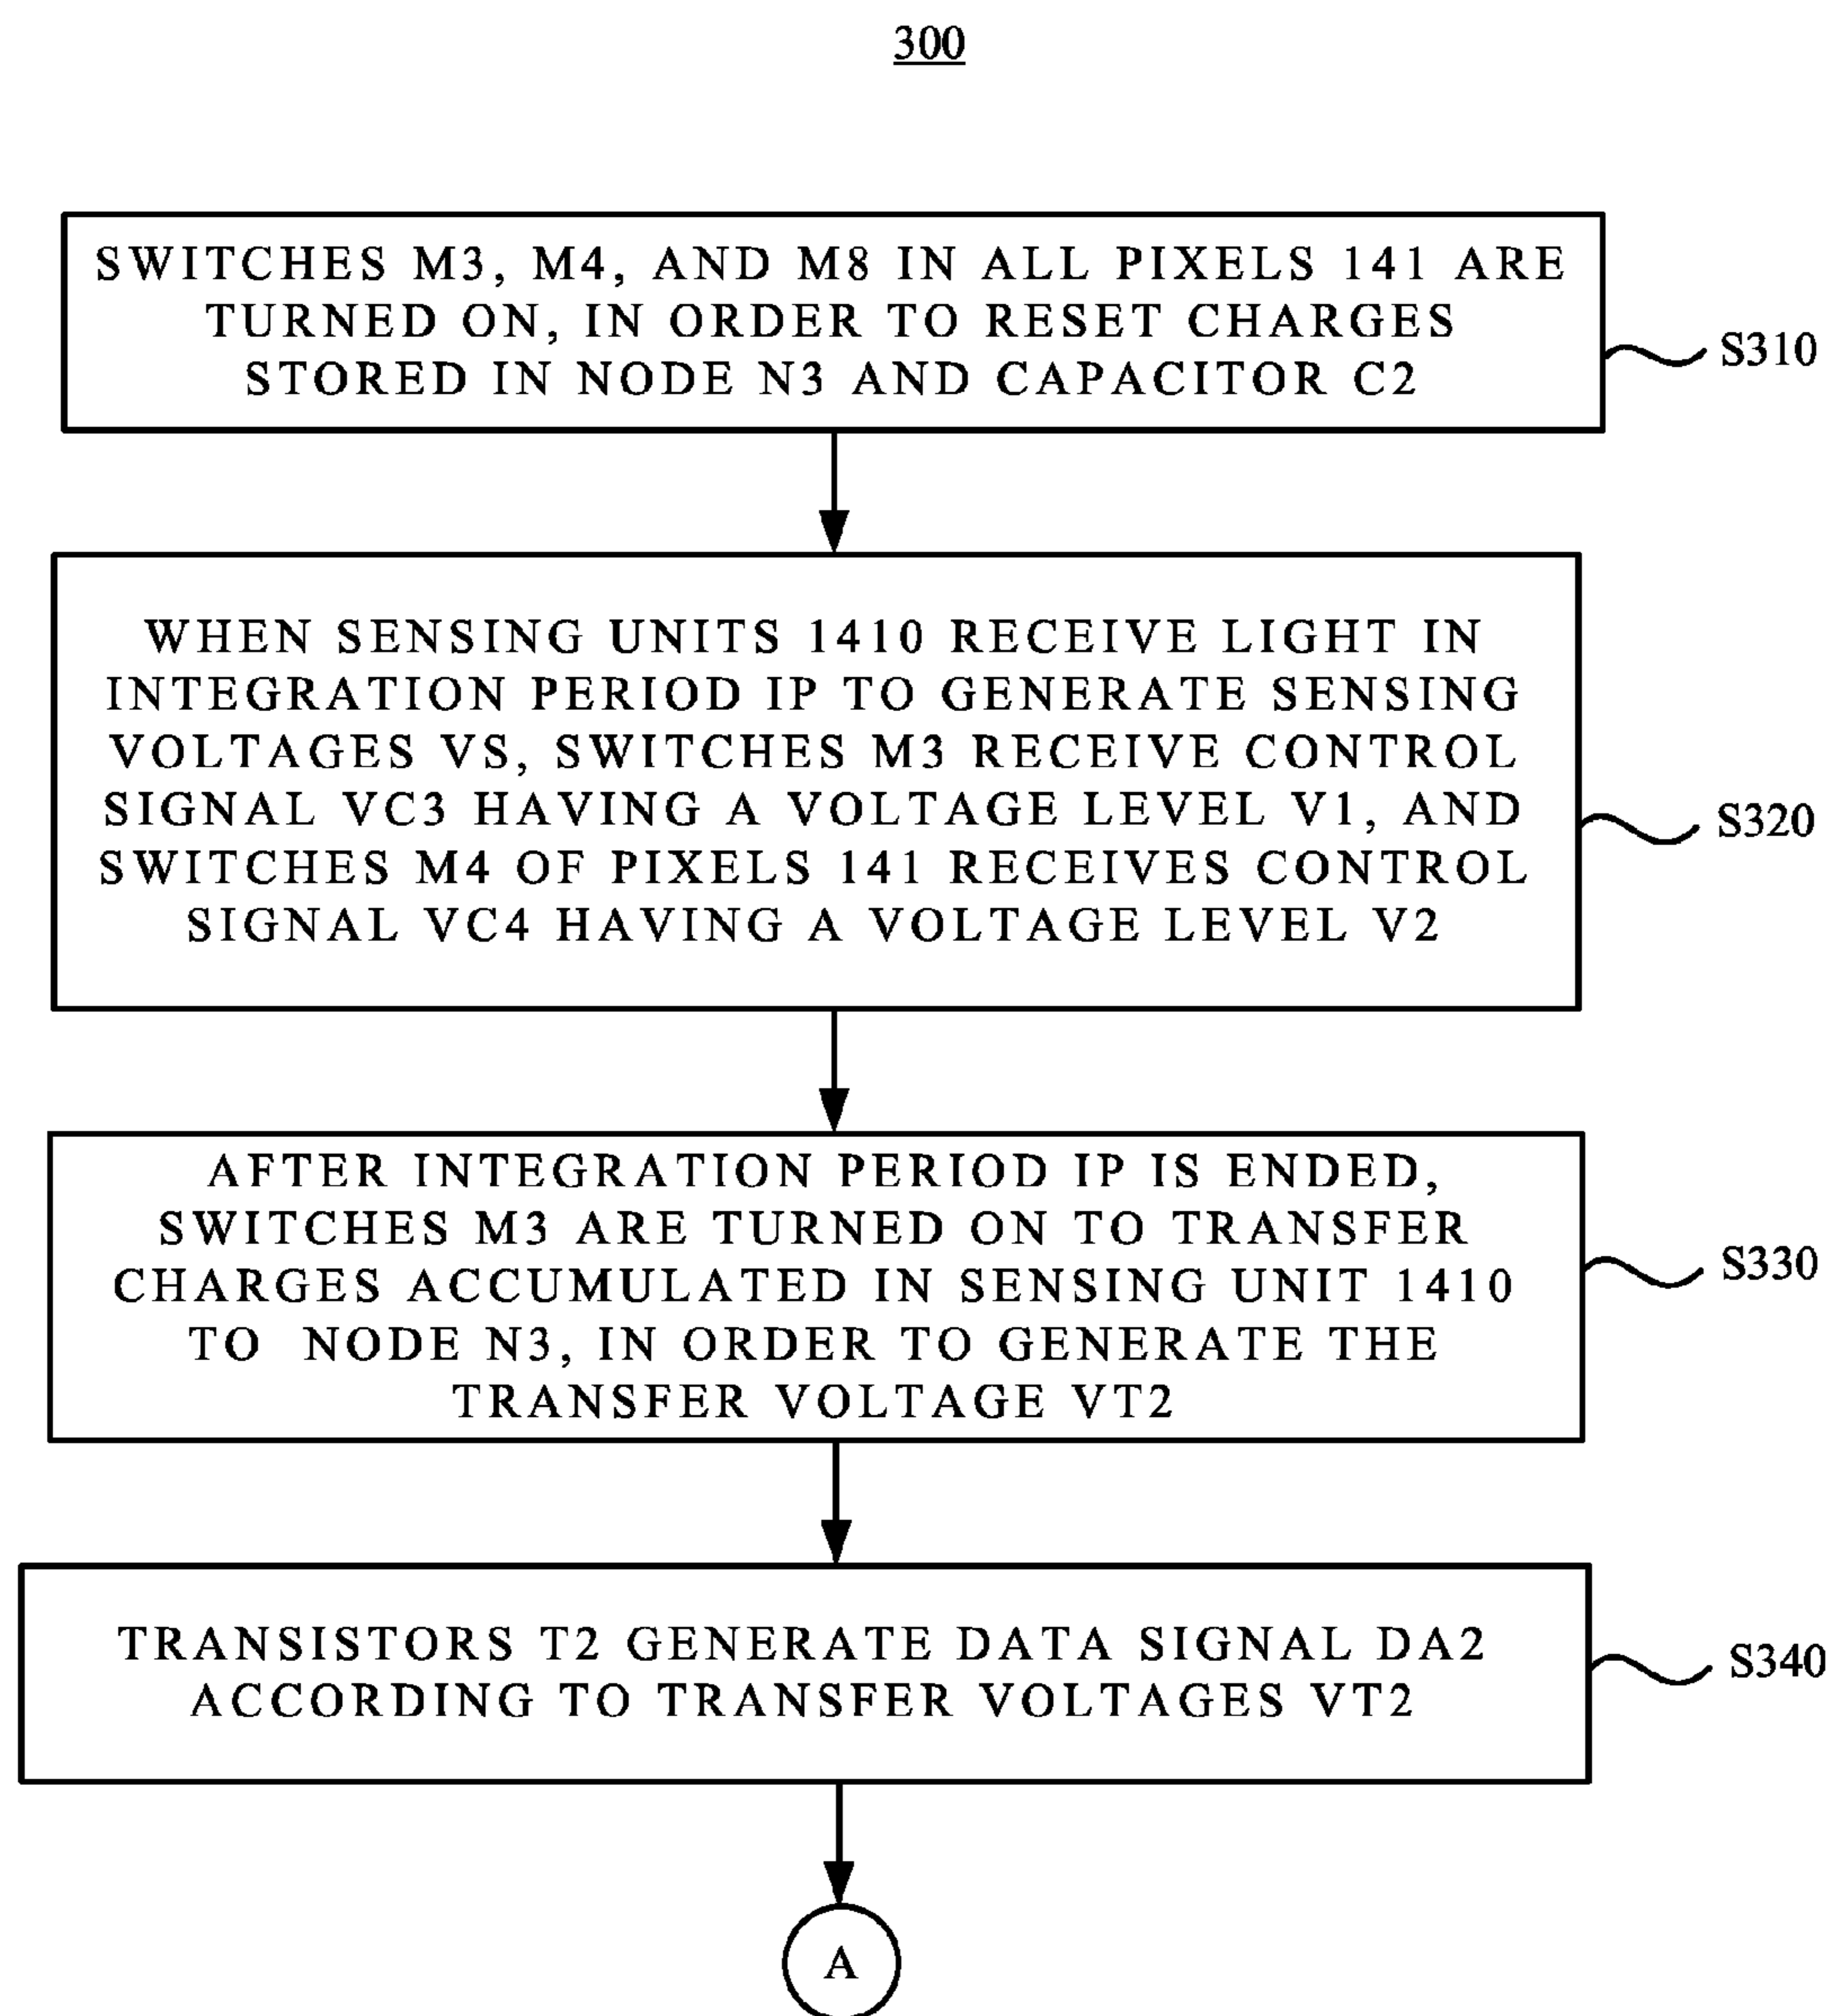 300
SWITCHES M3, M4, AND M8 IN ALL PIXELS 141 ARE
TURNED ON, IN ORDER TO RESET CHARGES
STORED IN NODE N3 AND CAPACITOR C2
S310
WHEN SENSING UNITS 1410 RECEIVE LIGHT IN
INTEGRATION PERIOD IP TO GENERATE SENSING
VOLTAGES VS, SWITCHES M3 RECEIVE CONTROL
SIGNAL VC3 HAVING A VOLTAGE LEVEL V1, AND
SWITCHES M4 OF PIXELS 141 RECEIVES CONTROL
SIGNAL VC4 HAVING A VOLTAGE LEVEL V2
S320
AFTER INTEGRATION PERIOD IP IS ENDED,
SWITCHES M3 ARE TURNED ON TO TRANSFER
CHARGES ACCUMULATED IN SENSING UNIT 1410
TO NODE N3, IN ORDER TO GENERATE THE
TRANSFER VOLTAGE VT2
S330
TRANSISTORS T2 GENERATE DATA SIGNAL DA2
ACCORDING TO TRANSFER VOLTAGES VT2
S340
A